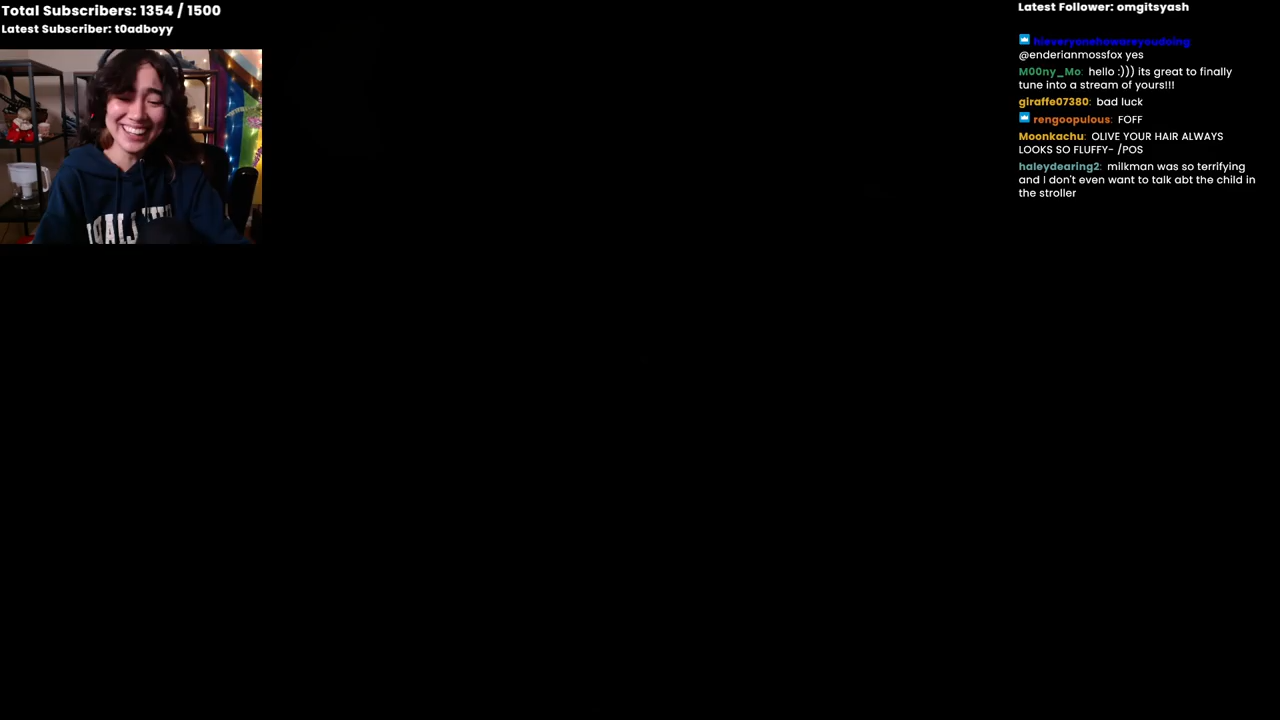 Total Subscribers: 1354 / 1500
Latest Subscriber: t0adboyy
Latest Follower: omgitsyash
hieveryonehowareyoudoing
@enderianmossfox yes
M00ny_Mo: hello :))) its great to finally
tune into a stream of yours!!!
giraffe07380: bad luck
rengoopulous: FOFF
Moonkachu: OLIVE YOUR HAIR ALWAYS
LOOKS SO FLUFFY- /POS
haleydearing2: milkman was so terrifying
and I don't even want to talk abt the child in
the stroller